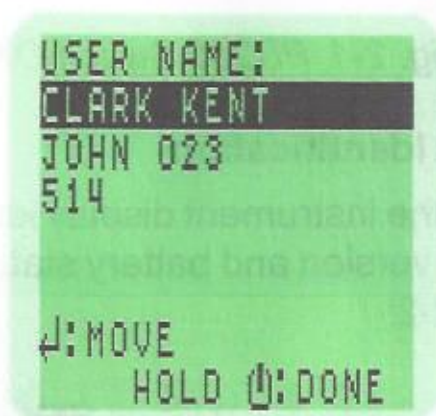 USER NAME:
CLARK KENT
JOHN 023
514
↵:MOVE
HOLD ⏻:DONE